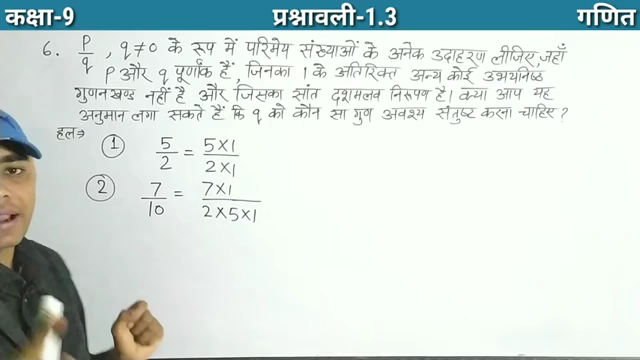 कक्षा-9 प्रश्नावली-1.3 गणित
6. p/q, q≠0 के रूप में परिमेय संख्याओं के अनेक उदाहरण लीजिए, जहाँ
p और q पूर्णांक हैं, जिनका 1 के अतिरिक्त अन्य कोई उभयनिष्ठ
गुणनखण्ड नहीं है और जिसका सांत दशमलव निरूपण है। क्या आप यह
अनुमान लगा सकते हैं कि q को कौन सा गुण अवश्य संतुष्ट करना चाहिए?
हल⇒
① 5/2 = 5×1/2×1
② 7/10 = 7×1/2×5×1